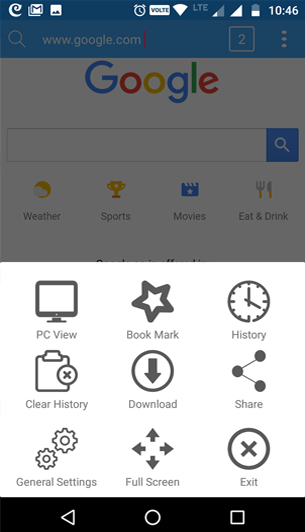 VOLTE LTE 10:46
www.google.com 2
Google
Weather Sports Movies Eat & Drink
PC View Book Mark History
Clear History Download Share
General Settings Full Screen Exit